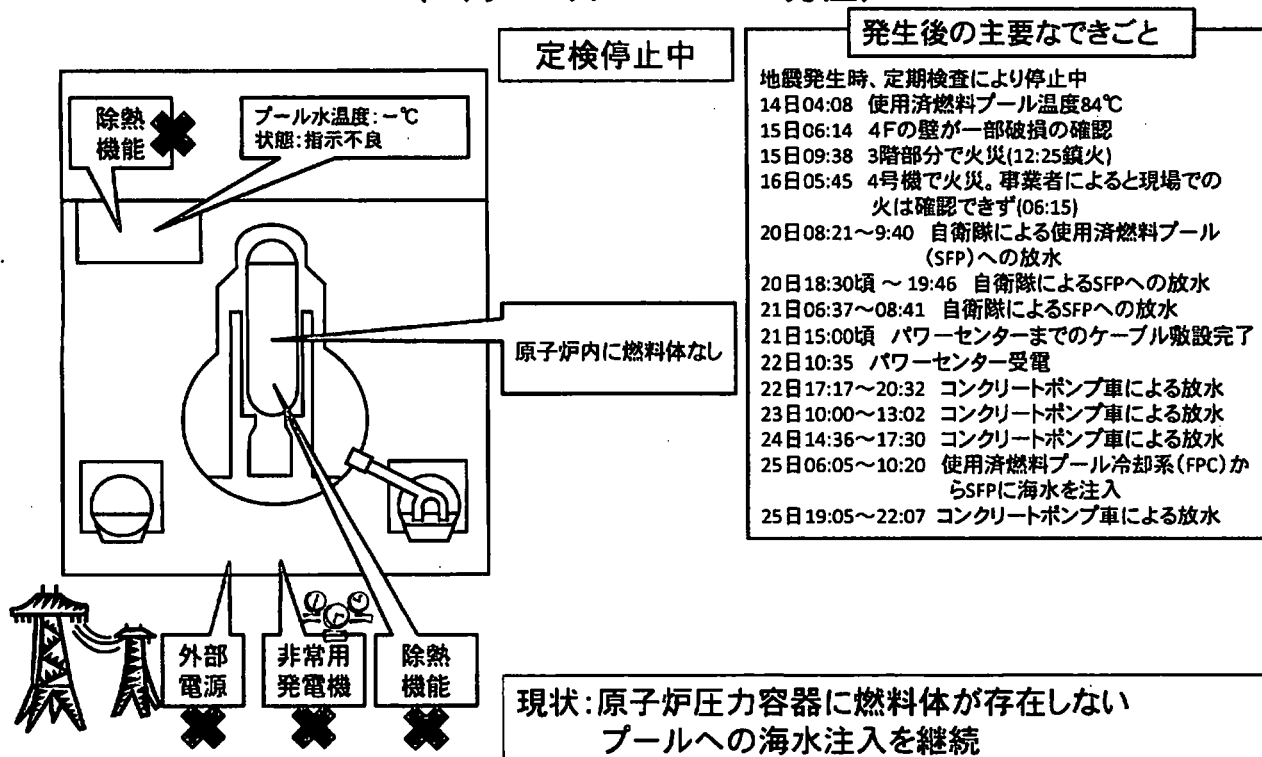 定検停止中
発生後の主要なできごと
地震発生時、定期検査により停止中
14日04:08 使用済燃料プール温度84℃
15日06:14 4Fの壁が一部破損の確認
15日09:38 3階部分で火災(12:25鎮火)
16日05:45 4号機で火災。事業者によると現場での
火は確認できず(06:15)
20日08:21～9:40 自衛隊による使用済燃料プール
(SFP)への放水
20日18:30頃 ～ 19:46 自衛隊によるSFPへの放水
21日06:37～08:41 自衛隊によるSFPへの放水
21日15:00頃 パワーセンターまでのケーブル敷設完了
22日10:35 パワーセンター受電
22日17:17～20:32 コンクリートポンプ車による放水
23日10:00～13:02 コンクリートポンプ車による放水
24日14:36～17:30 コンクリートポンプ車による放水
25日06:05～10:20 使用済燃料プール冷却系(FPC)か
らSFPに海水を注入
25日19:05～22:07 コンクリートポンプ車による放水
除熱
機能
プール水温度:－℃
状態:指示不良
原子炉内に燃料体なし
外部
電源
非常用
発電機
除熱
機能
現状:原子炉圧力容器に燃料体が存在しない
プールへの海水注入を継続